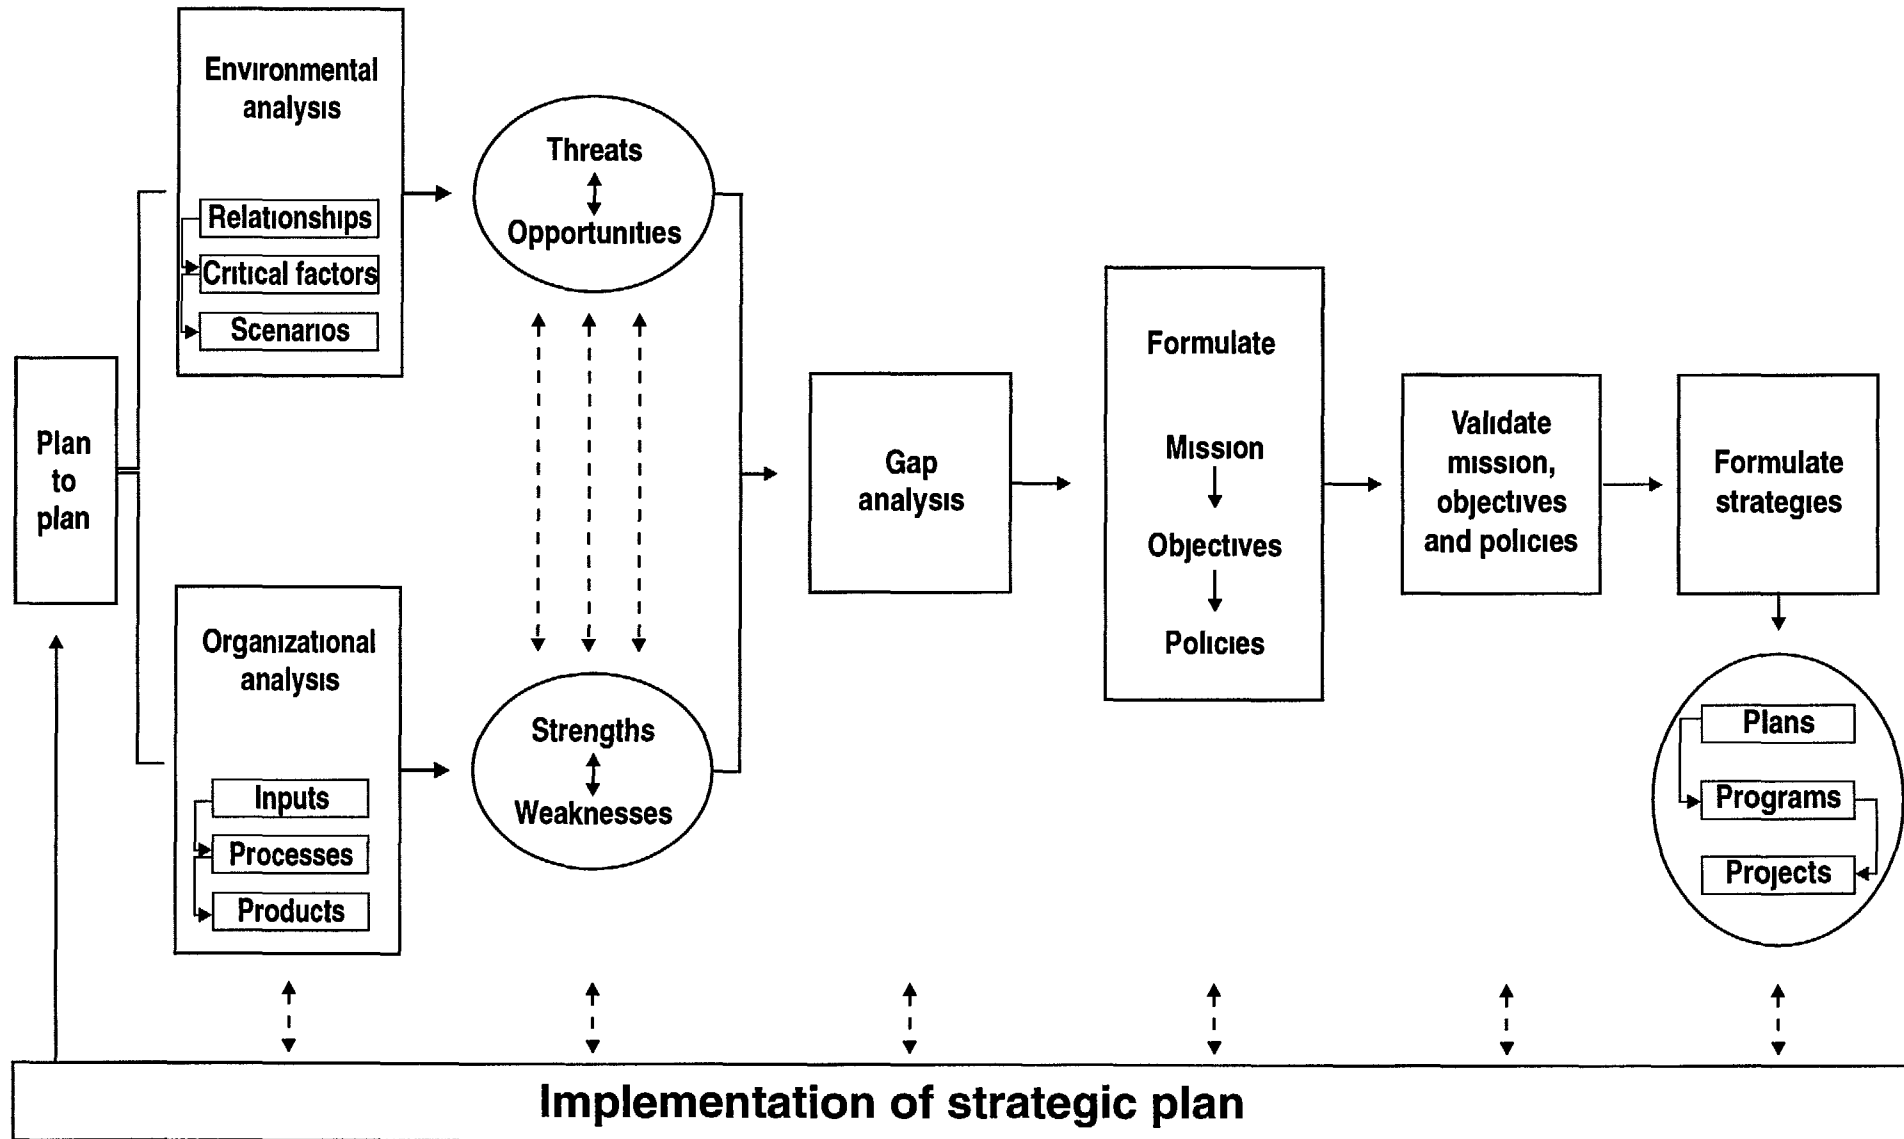 Environmental
analysis
Relationships
Critical factors
Scenarios
Threats
Opportunities
Plan
to
plan
Organizational
analysis
Inputs
Processes
Products
Strengths
Weaknesses
Gap
analysis
Formulate
Mission
Objectives
Policies
Validate
mission,
objectives
and policies
Formulate
strategies
Plans
Programs
Projects
Implementation of strategic plan